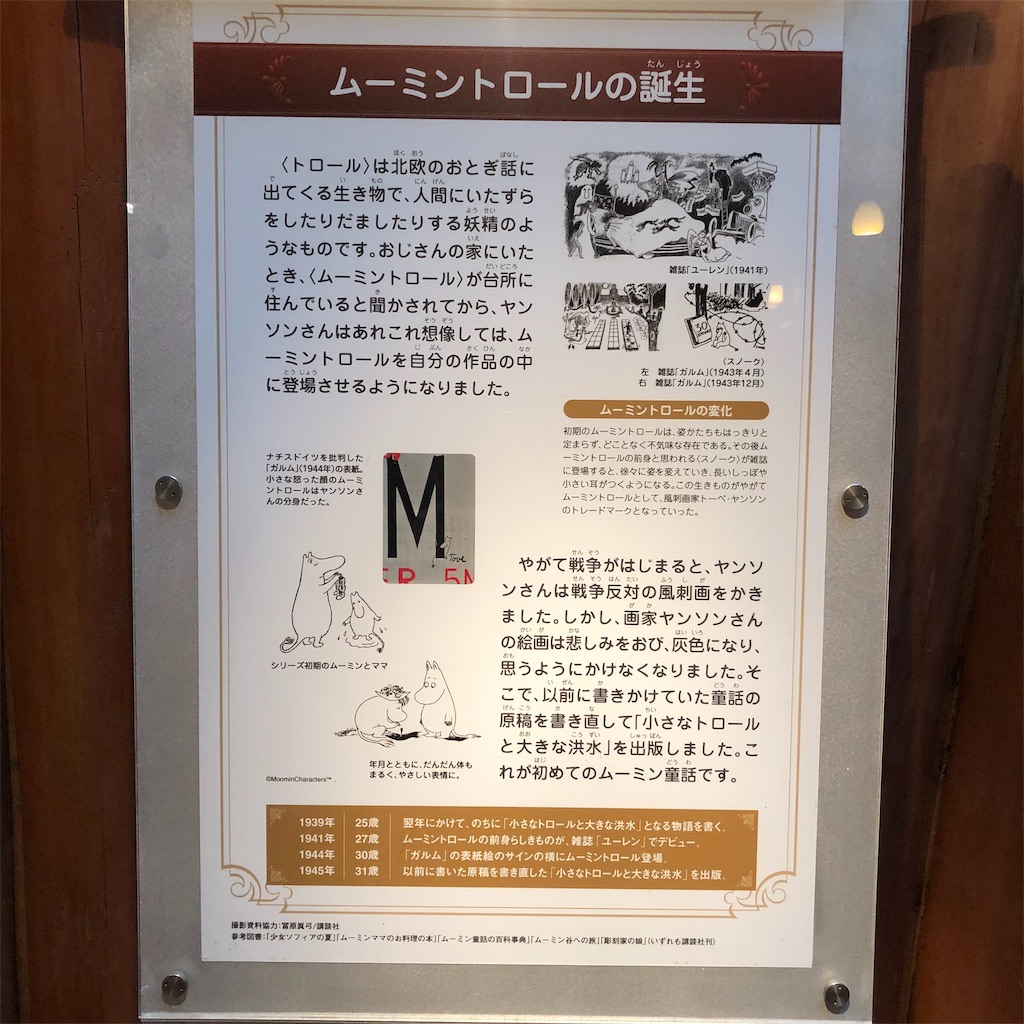 ムーミントロールの誕生
〈トロール〉は北欧のおとぎ話に
出てくる生き物で、人間にいたずら
をしたりだましたりする妖精のよ
うなものです。おじさんの家にいた
とき、〈ムーミントロール〉が台所に
住んでいると聞かされてから、ヤン
ソンさんはあれこれ想像しては、ム
ーミントロールを自分の作品の中
に登場させるようになりました。
雑誌「ユーレン」(1941年)
〈スノーク〉
左 雑誌「ガルム」(1943年4月)
右 雑誌「ガルム」(1943年12月)
ムーミントロールの変化
初期のムーミントロールは、姿かたちもはっきりと
定まらず、どことなく不気味な存在である。その後ム
ーミントロールの前身と思われる〈スノーク〉が雑誌
に登場すると、徐々に姿を変えていき、長いしっぽや
小さい耳がつくようになる。この生きものがやがて
ムーミントロールとして、風刺画家トーベ・ヤンソン
のトレードマークとなっていった。
ナチスドイツを批判した
「ガルム」(1944年)の表紙。
小さな怒った顔のムーミ
ントロールはヤンソンさ
んの分身だった。
M
Tove
ER 5M
シリーズ初期のムーミンとママ
年月とともに、だんだん体も
まるく、やさしい表情に。
©MoominCharacters™
やがて戦争がはじまると、ヤンソ
ンさんは戦争反対の風刺画をかき
ました。しかし、画家ヤンソンさん
の絵画は悲しみをおび、灰色になり、
思うようにかけなくなりました。そ
こで、以前に書きかけていた童話の
原稿を書き直して「小さなトロール
と大きな洪水」を出版しました。こ
れが初めてのムーミン童話です。
1939年 25歳 翌年にかけて、のちに「小さなトロールと大きな洪水」となる物語を書く。
1941年 27歳 ムーミントロールの前身らしきものが、雑誌「ユーレン」でデビュー。
1944年 30歳 「ガルム」の表紙絵のサインの横にムーミントロール登場。
1945年 31歳 以前に書いた原稿を書き直した「小さなトロールと大きな洪水」を出版。
撮影資料協力:冨原眞弓/講談社
参考図書:「少女ソフィアの夏」「ムーミンママのお料理の本」「ムーミン童話の百科事典」「ムーミン谷への旅」「彫刻家の娘」(いずれも講談社刊)